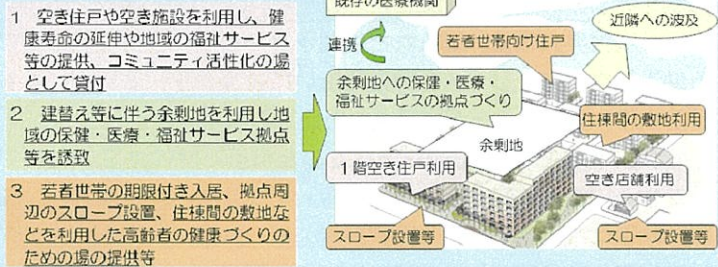 1 空き住戸や空き施設を利用し、健
康寿命の延伸や地域の福祉サービス
等の提供、コミュニティ活性化の場
として貸付
2 建替え等に伴う余剰地を利用し地
域の保健・医療・福祉サービス拠点
等を誘致
3 若者世帯の期限付き入居、拠点周
辺のスロープ設置、住棟間の敷地な
どを利用した高齢者の健康づくりの
ための場の提供等
既存の医療機関
連携
若者世帯向け住戸
近隣への波及
余剰地への保健・医療・
福祉サービスの拠点づくり
住棟間の敷地利用
余剰地
1階空き住戸利用
空き店舗利用
スロープ設置等
スロープ設置等